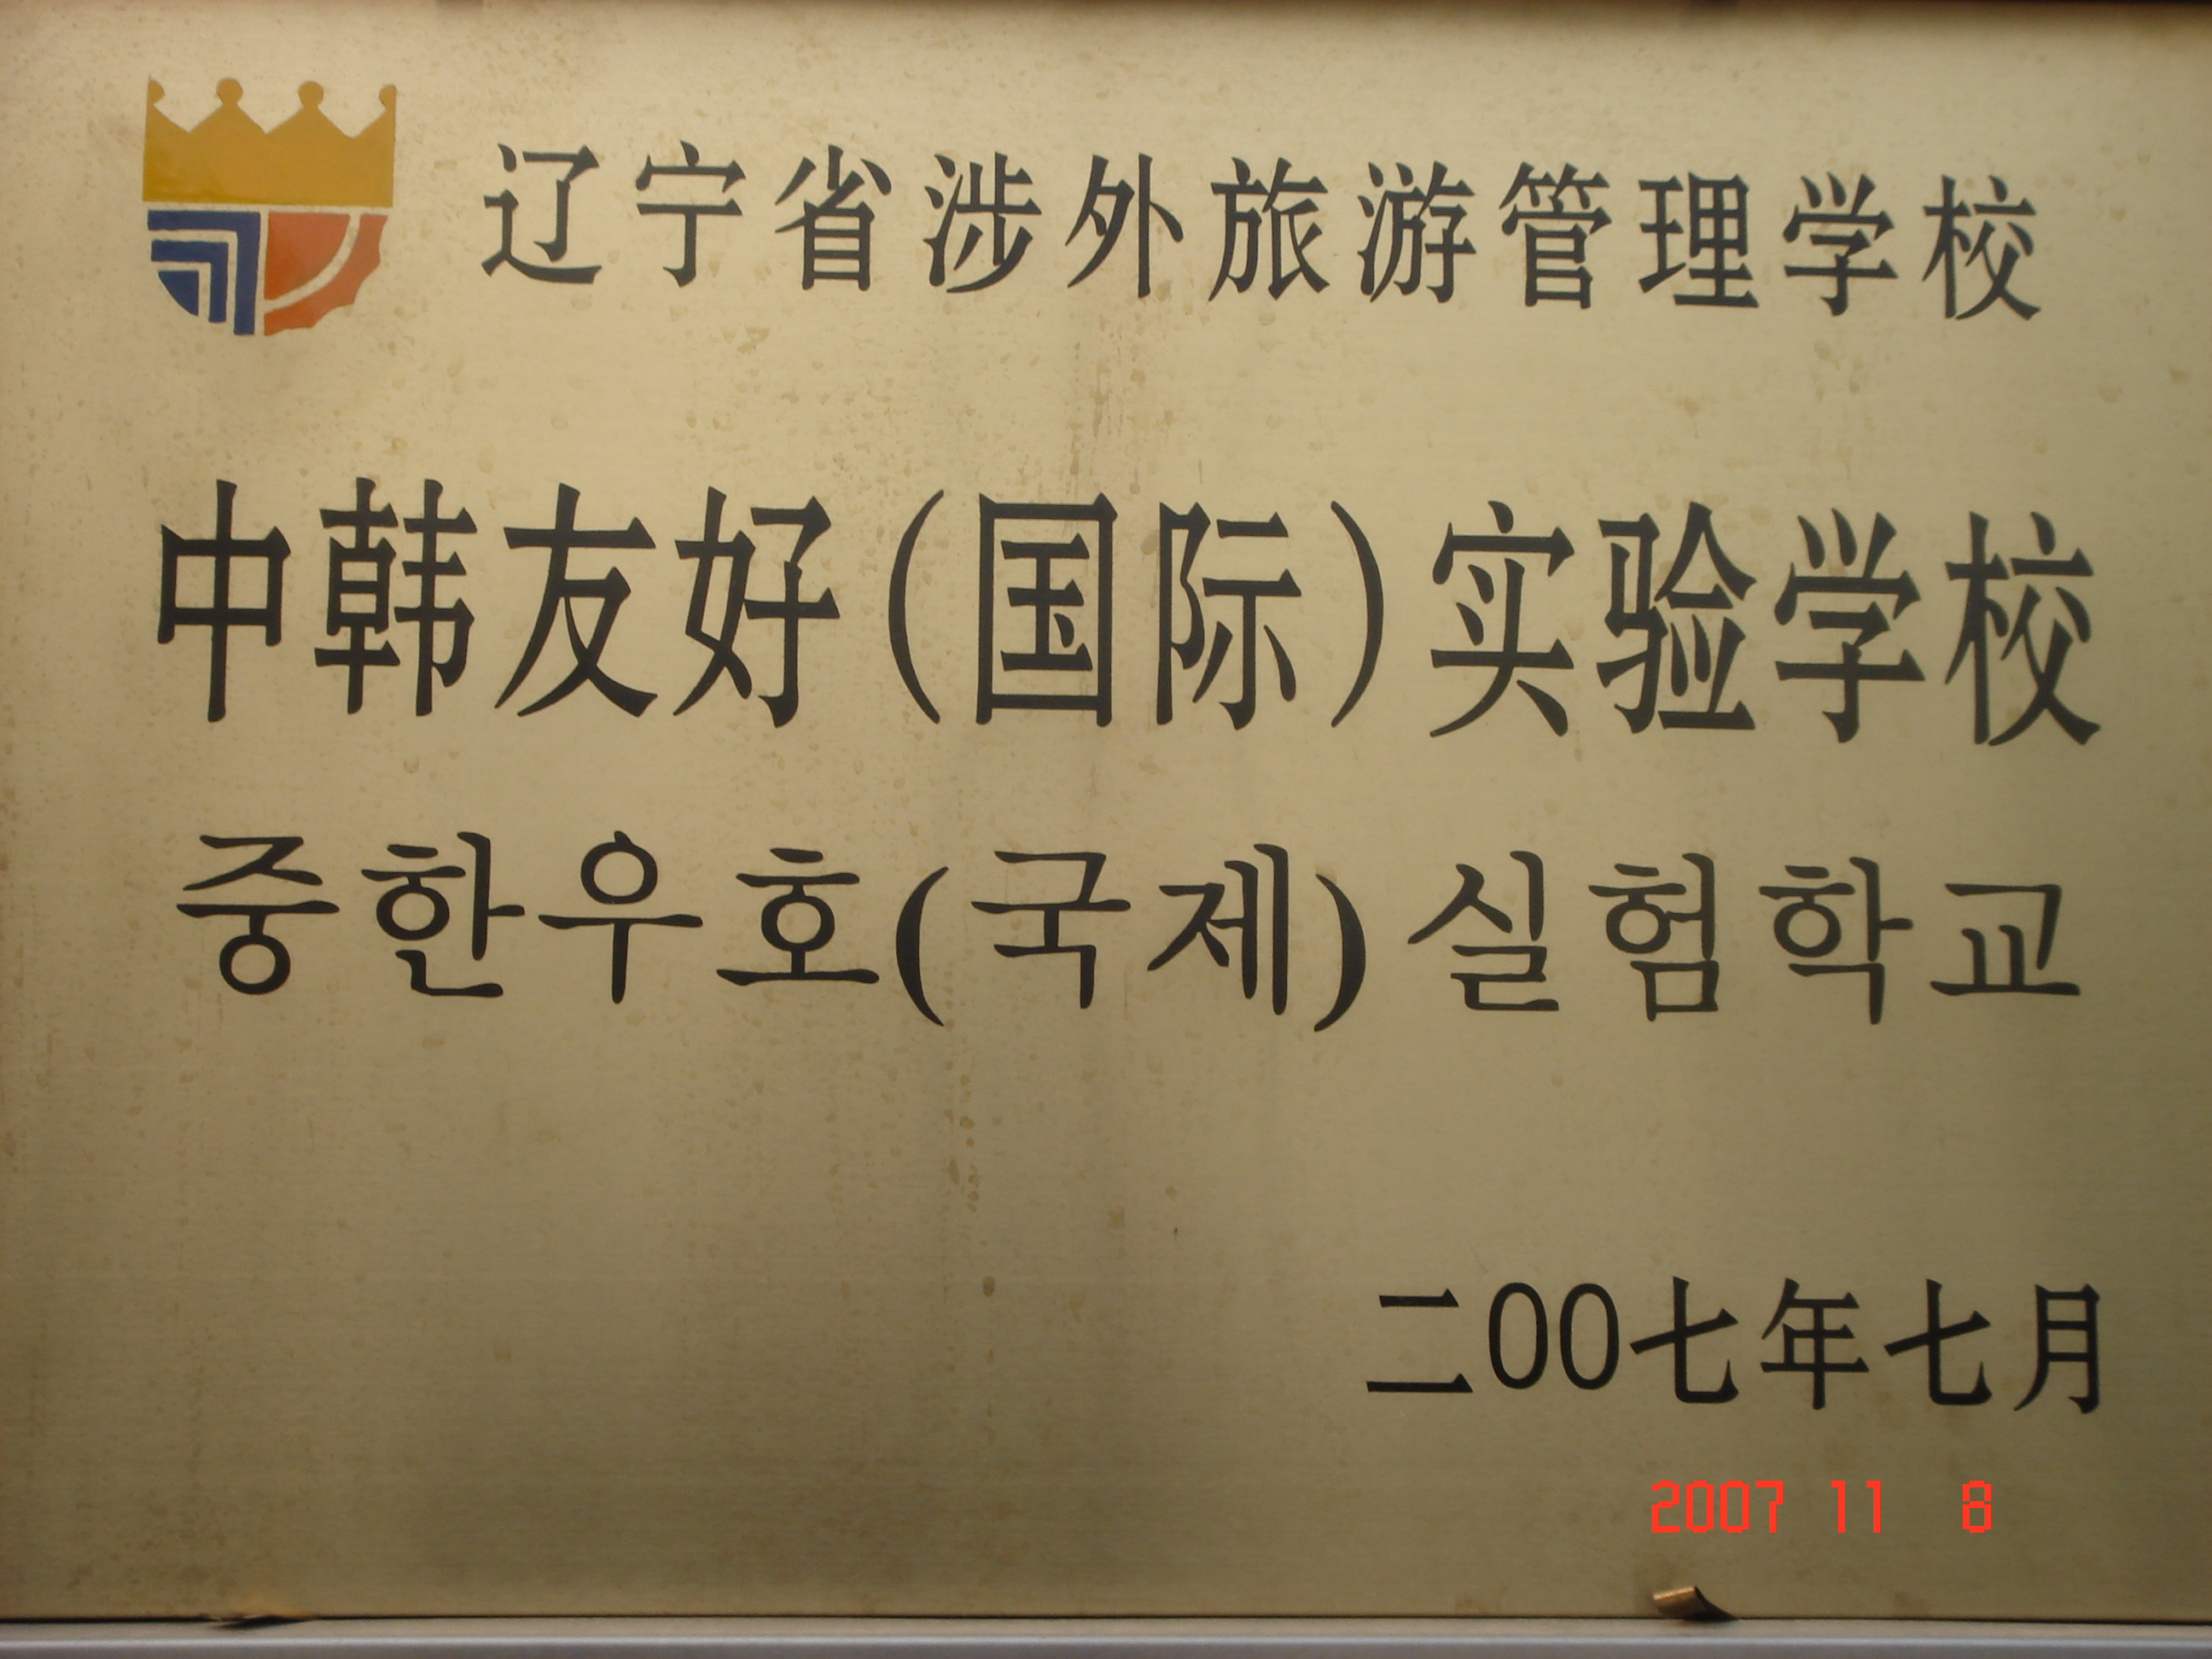 辽宁省涉外旅游管理学校
中韩友好(国际)实验学校
중한우호(국제)실험학교
二00七年七月
2007 11 8